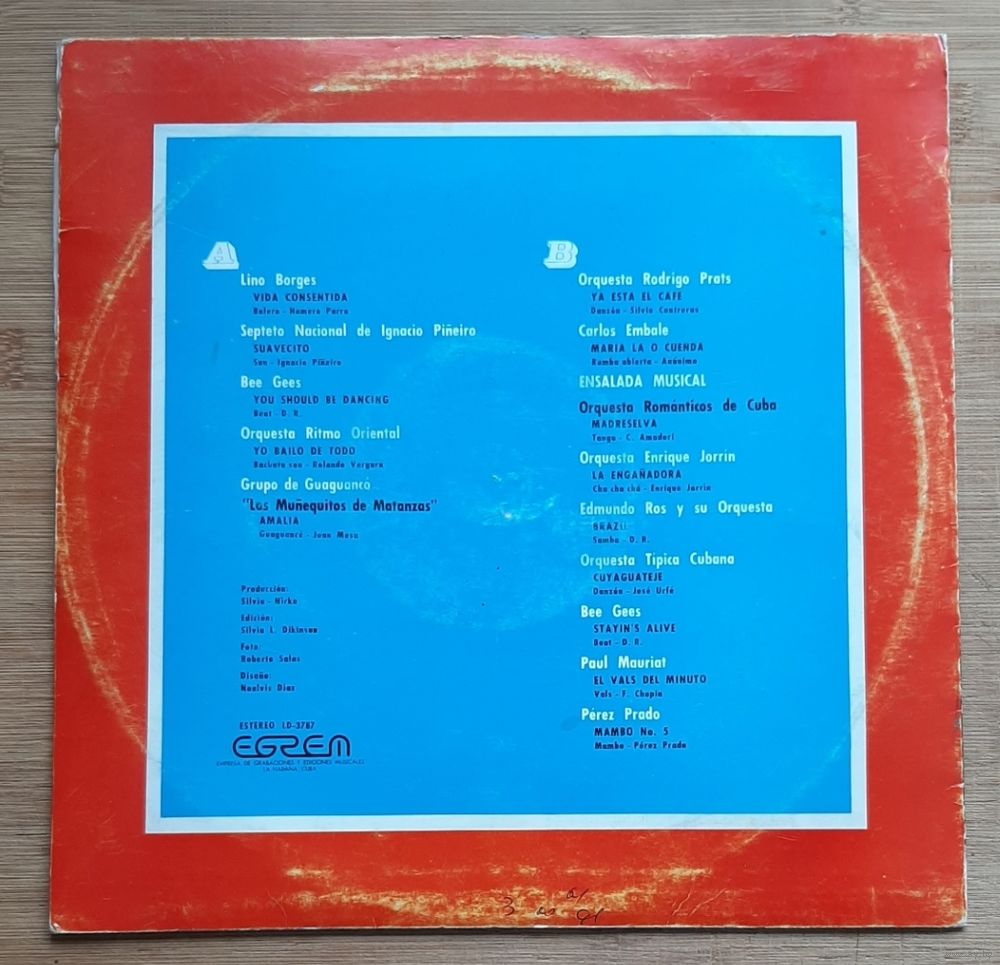 A
Lino Borges
VIDA CONSENTIDA
Bolero - Homero Parra
Septeto Nacional de Ignacio Piñeiro
SUAVECITO
Son - Ignacio Piñeiro
Bee Gees
YOU SHOULD BE DANCING
Beat - D. R.
Orquesta Ritmo Oriental
YO BAILO DE TODO
Bachata son - Rolando Vergara
Grupo de Guaguancó
"Los Muñequitos de Matanzas"
AMALIA
Guaguancó - Juan Mesa
Producción:
Silvio - Nirka
Edición:
Silvio L. Dikinson
Foto:
Roberto Salas
Diseño:
Noelvis Diaz
ESTEREO LD-3787
EGREM
EMPRESA DE GRABACIONES Y EDICIONES MUSICALES
LA HABANA, CUBA
B
Orquesta Rodrigo Prats
YA ESTA EL CAFE
Danzón - Silvio Contreras
Carlos Embale
MARIA LA O CUENDA
Rumba abierta - Anónimo
ENSALADA MUSICAL
Orquesta Románticos de Cuba
MADRESELVA
Tango - C. Amadori
Orquesta Enrique Jorrin
LA ENGAÑADORA
Cha cha chá - Enrique Jorrin
Edmundo Ros y su Orquesta
BRAZIL
Samba - D. R.
Orquesta Tipica Cubana
CUYAGUATEJE
Danzón - José Urfé
Bee Gees
STAYIN'S ALIVE
Beat - D. R.
Paul Mauriat
EL VALS DEL MINUTO
Vals - F. Chopin
Pérez Prado
MAMBO No. 5
Mambo - Pérez Prado